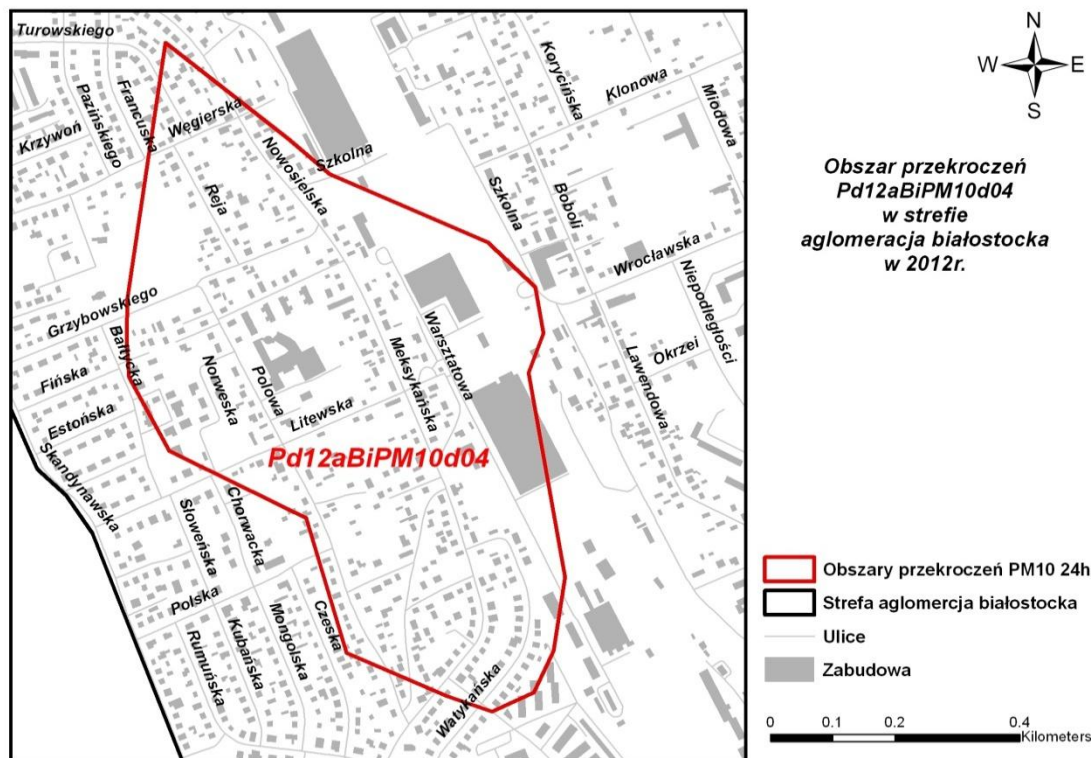 Turowskiego
Pazińskiego
Francuska
Węgierska
Krzywoń
Nowosielska
Szkolna
Reja
Korycińska
Klonowa
Miodowa
Szkolna
Boboli
Wrocławska
Niepodległości
Okrzei
Lawendowa
Grzybowskiego
Bałtycka
Fińska
Estońska
Norweska
Polowa
Litewska
Meksykańska
Warsztatowa
Skandynawska
Pd12aBiPM10d04
Chorwacka
Słoweńska
Polska
Rumuńska
Kubańska
Mongolska
Czeska
Watykańska
N
W E
S
Obszar przekroczeń
Pd12aBiPM10d04
w strefie
aglomeracja białostocka
w 2012r.
Obszary przekroczeń PM10 24h
Strefa aglomercja białostocka
Ulice
Zabudowa
0 0.1 0.2 0.4
Kilometers